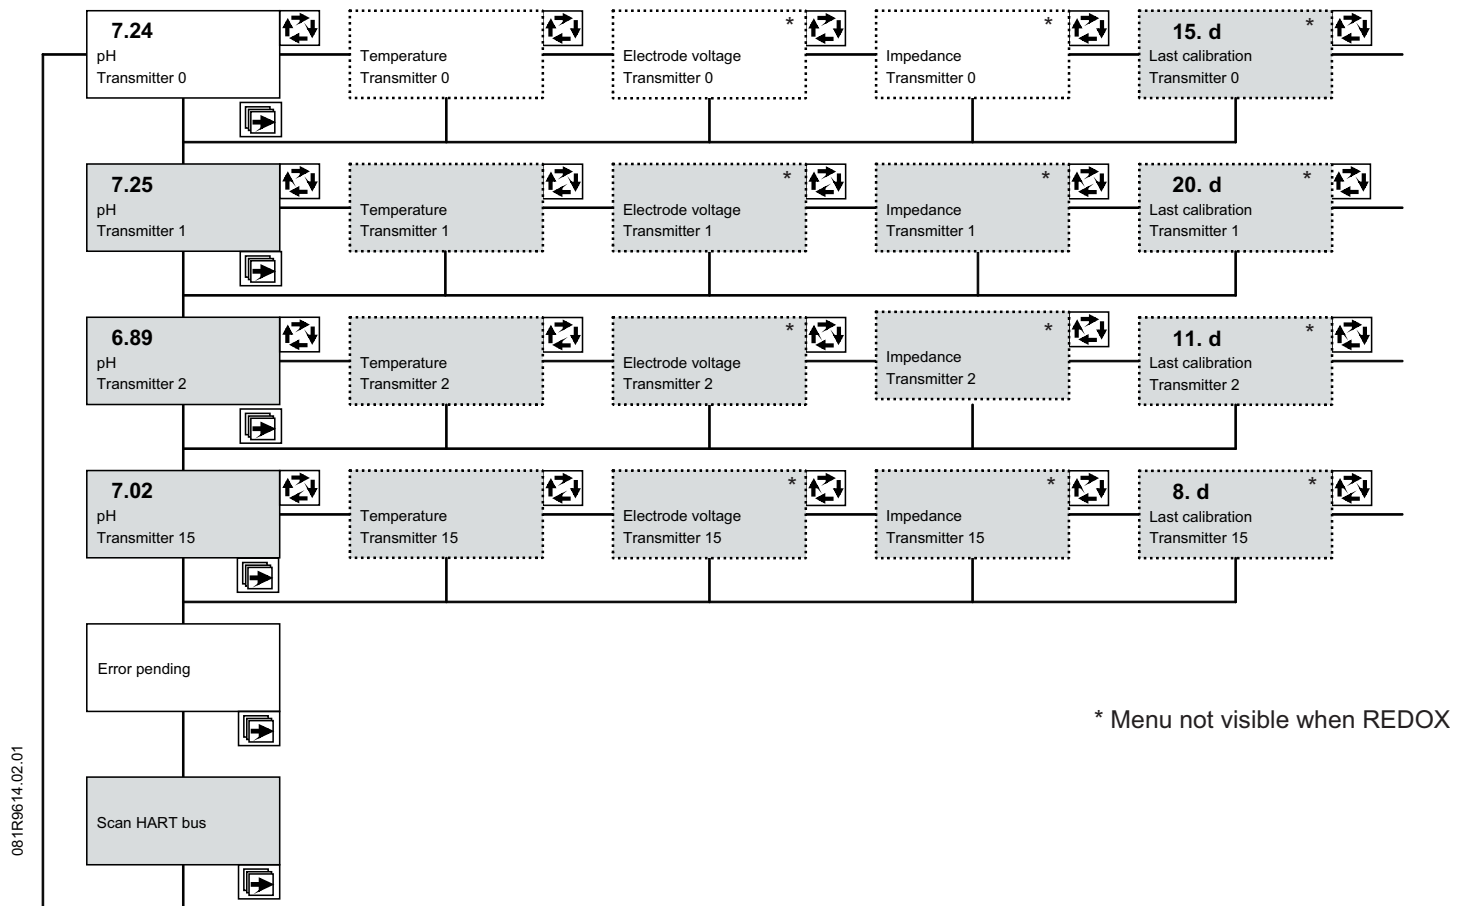 7.24
pH
Transmitter 0
Temperature
Transmitter 0
*
Electrode voltage
Transmitter 0
*
Impedance
Transmitter 0
15. d *
Last calibration
Transmitter 0
7.25
pH
Transmitter 1
Temperature
Transmitter 1
*
Electrode voltage
Transmitter 1
*
Impedance
Transmitter 1
20. d *
Last calibration
Transmitter 1
6.89
pH
Transmitter 2
Temperature
Transmitter 2
*
Electrode voltage
Transmitter 2
*
Impedance
Transmitter 2
11. d *
Last calibration
Transmitter 2
7.02
pH
Transmitter 15
Temperature
Transmitter 15
*
Electrode voltage
Transmitter 15
*
Impedance
Transmitter 15
8. d *
Last calibration
Transmitter 15
Error pending
* Menu not visible when REDOX
Scan HART bus
081R9614.02.01